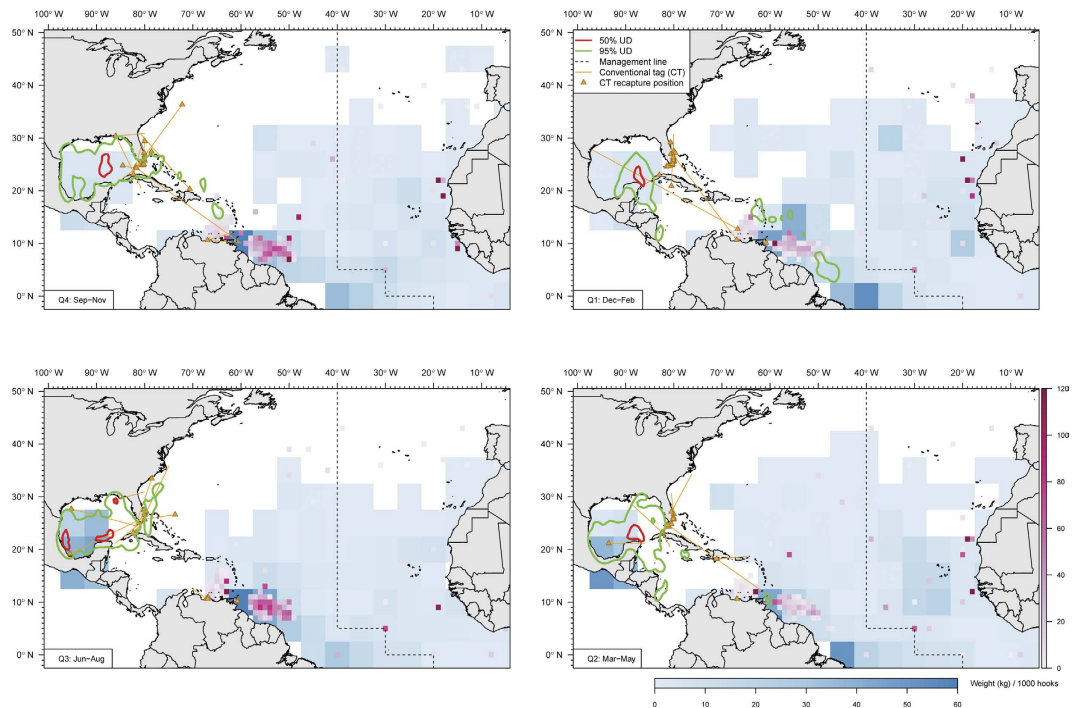 100° W 90° W 80° W 70° W 60° W 50° W 40° W 30° W 20° W 10° W
50° N
40° N
30° N
20° N
10° N
0° N
Q4: Sep−Nov
100° W 90° W 80° W 70° W 60° W 50° W 40° W 30° W 20° W 10° W
50° N
40° N
30° N
20° N
10° N
0° N
50% UD
95% UD
Management line
Conventional tag (CT)
CT recapture position
Q1: Dec−Feb
100° W 90° W 80° W 70° W 60° W 50° W 40° W 30° W 20° W 10° W
50° N
40° N
30° N
20° N
10° N
0° N
Q3: Jun−Aug
100° W 90° W 80° W 70° W 60° W 50° W 40° W 30° W 20° W 10° W
50° N
40° N
30° N
20° N
10° N
0° N
Q2: Mar−May
120
100
80
60
40
20
0
0 10 20 30 40 50 60
Weight (kg) / 1000 hooks